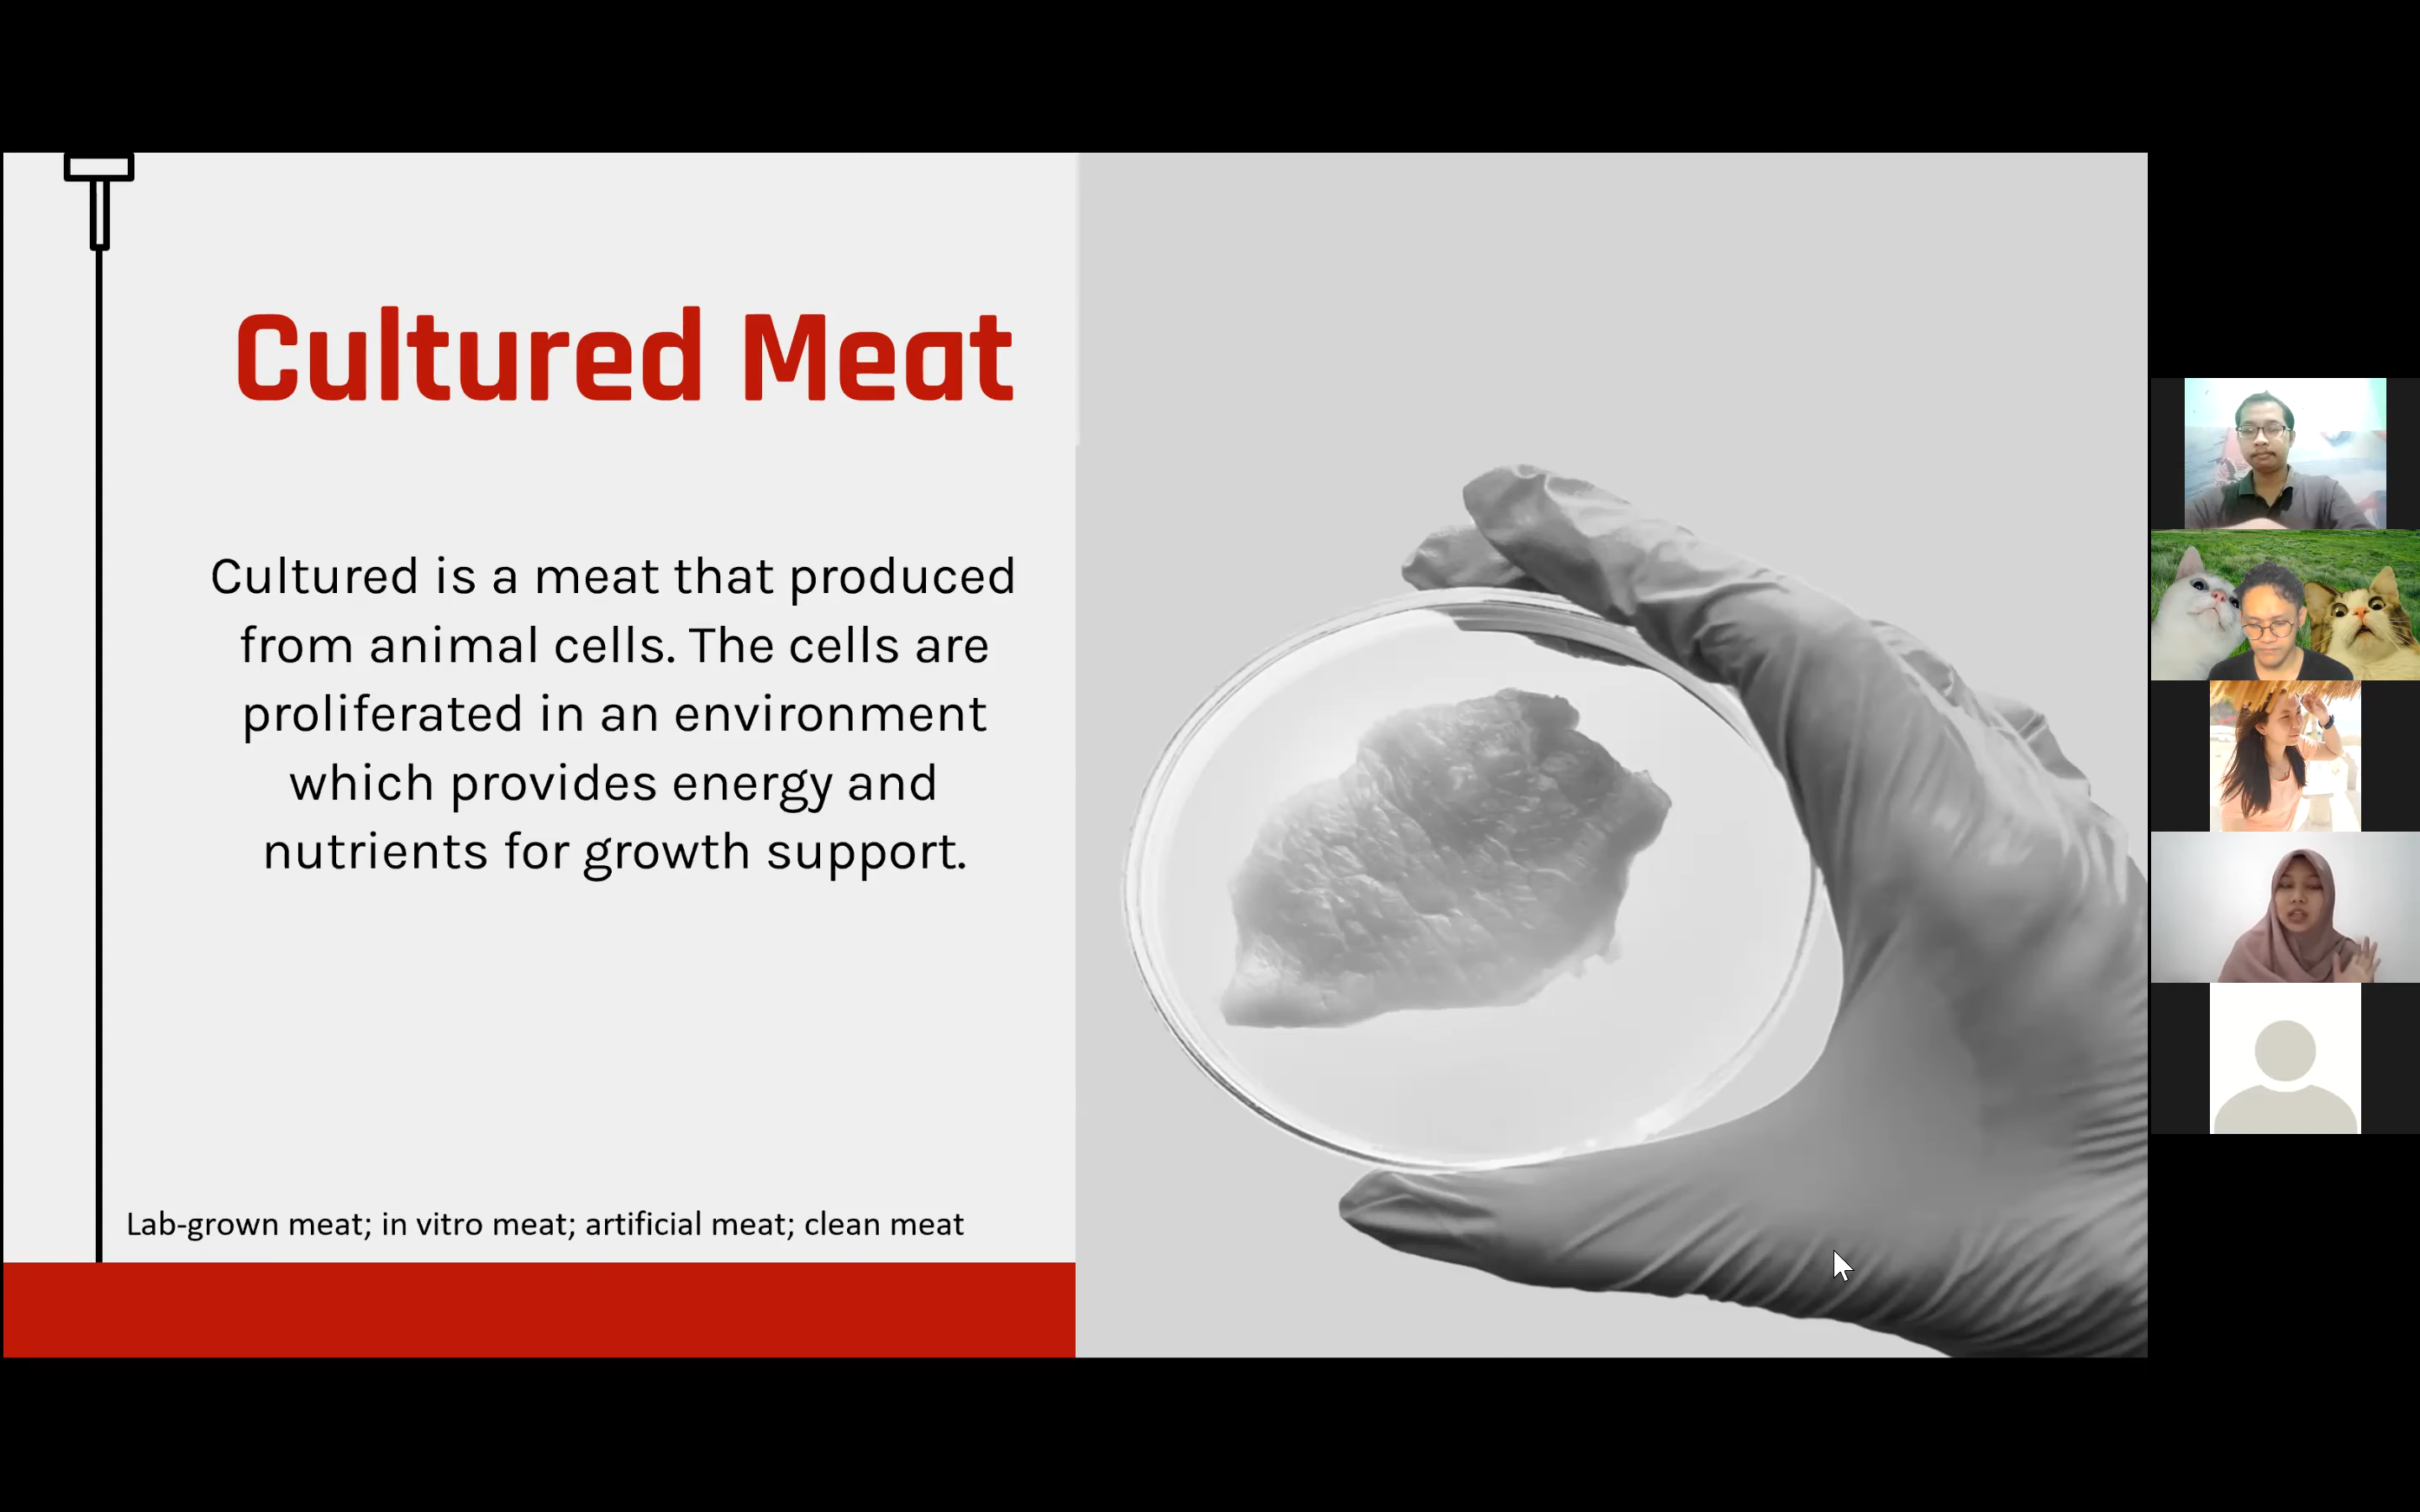 Cultured Meat
Cultured is a meat that produced
from animal cells. The cells are
proliferated in an environment
which provides energy and
nutrients for growth support.
Lab-grown meat; in vitro meat; artificial meat; clean meat